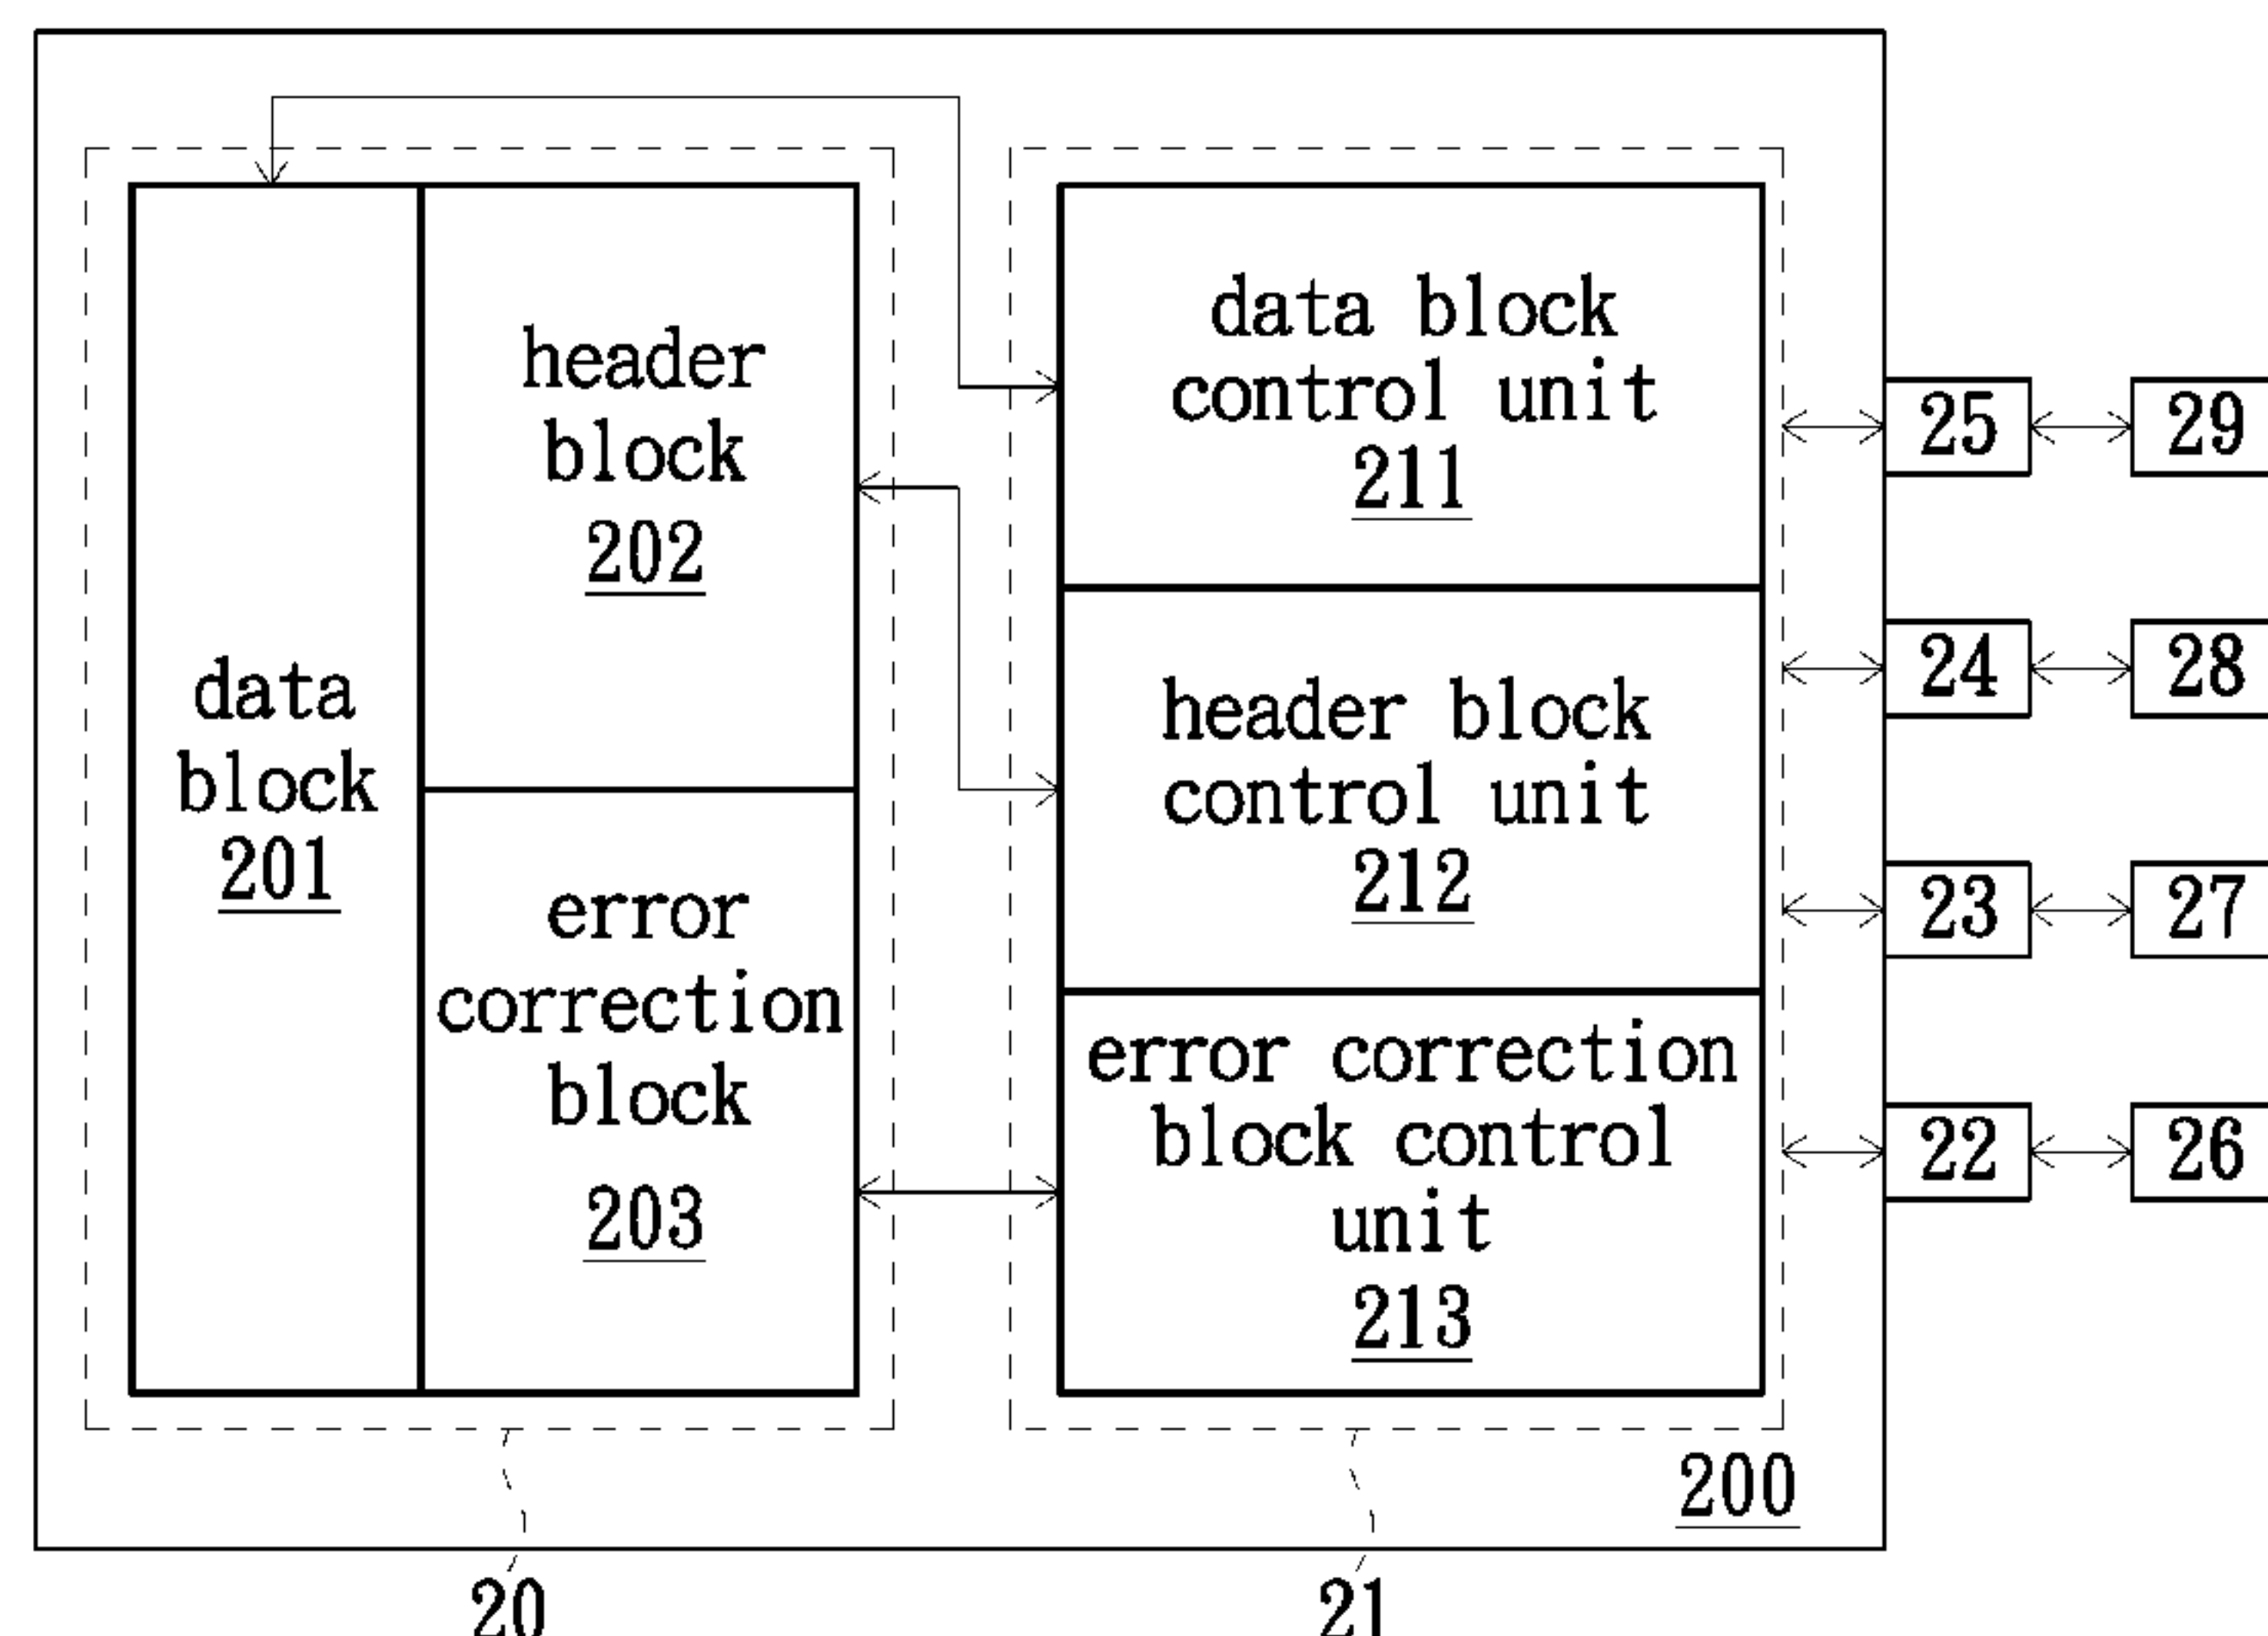 data
block
201
header
block
202
error
correction
block
203
data block
control unit
211
header block
control unit
212
error correction
block control
unit
213
25
29
24
28
23
27
22
26
200
20
21